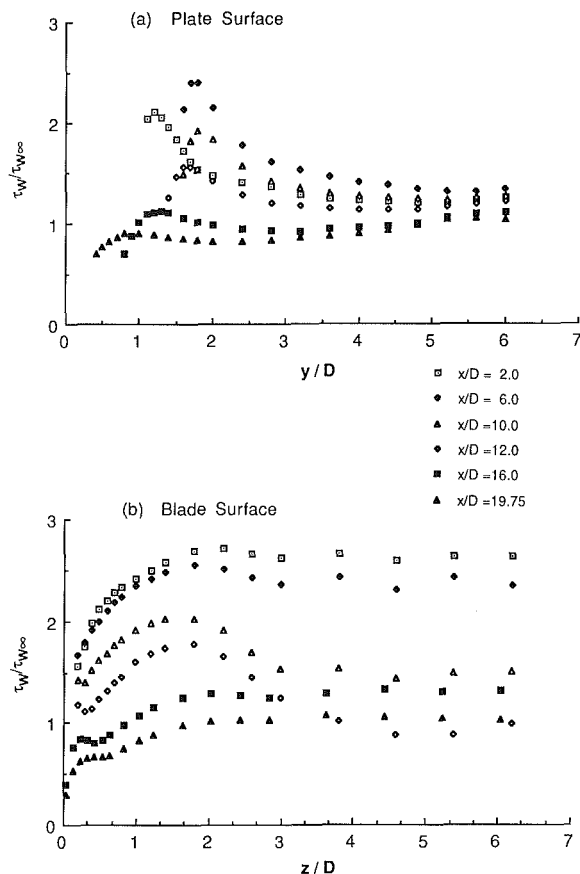 (a) Plate Surface
3
2
1
0
τW/τW∞
0 1 2 3 4 5 6 7
y/D
x/D = 2.0
x/D = 6.0
x/D =10.0
x/D =12.0
x/D =16.0
x/D =19.75
(b) Blade Surface
3
2
1
0
τW/τW∞
0 1 2 3 4 5 6 7
z/D